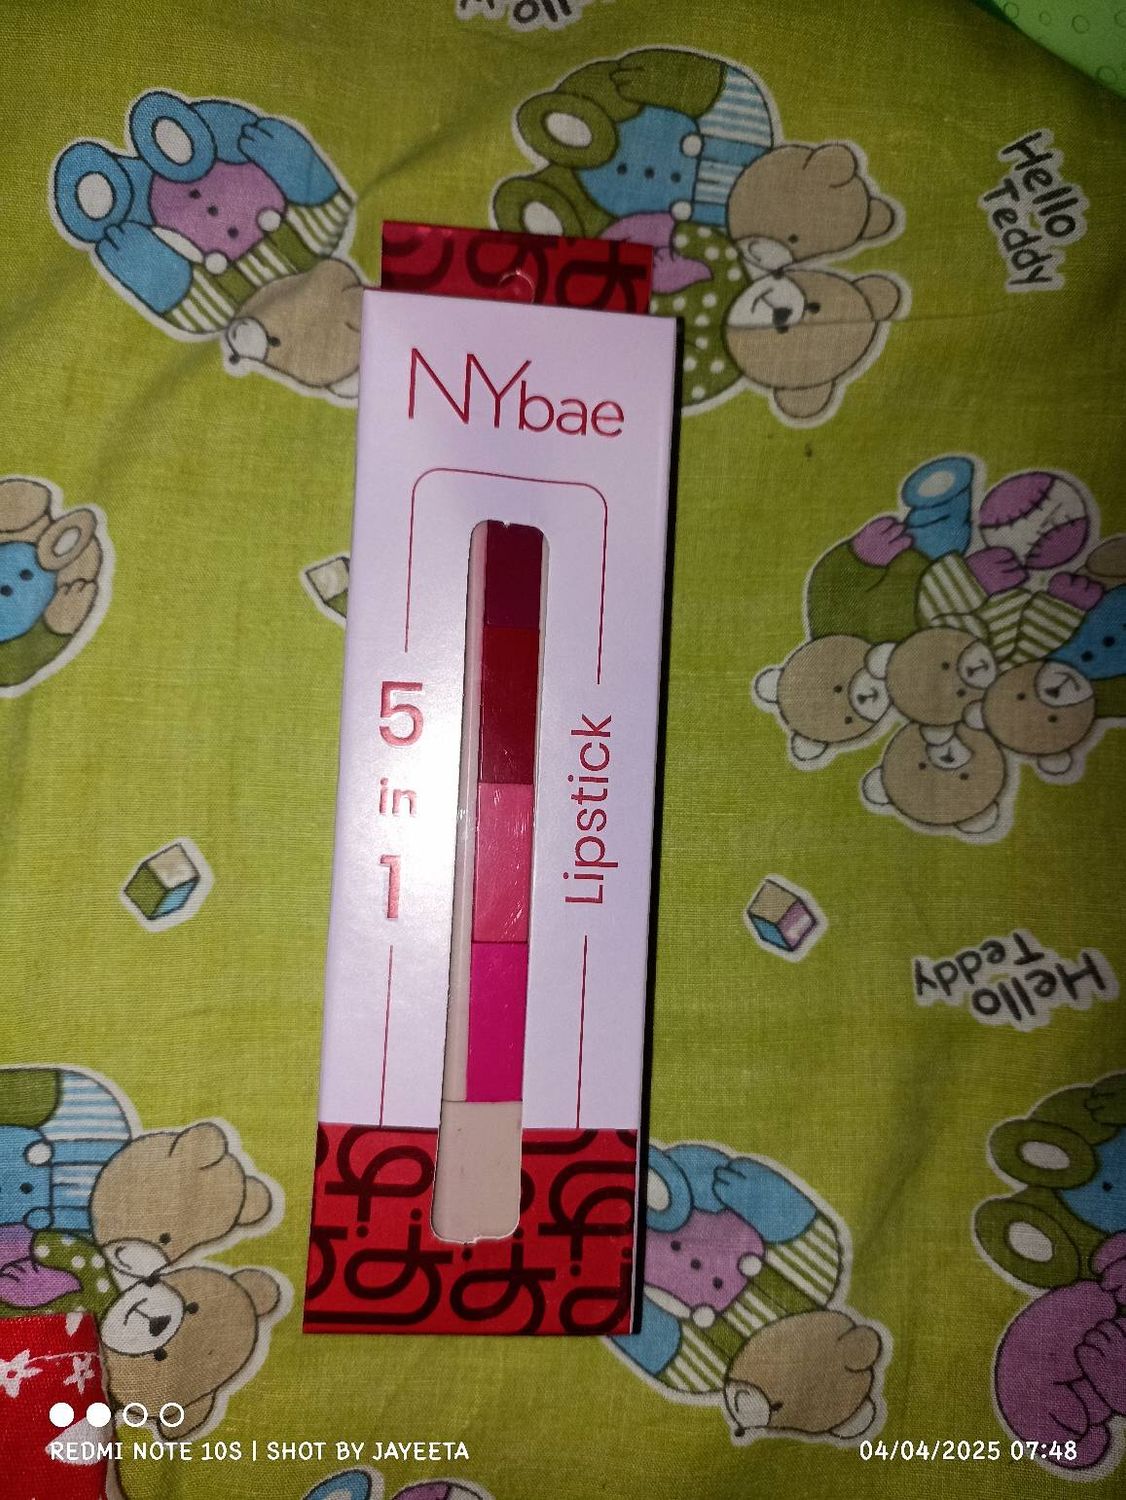 Hello
Teddy
NYbae
5
in
1
Lipstick
Hello
Teddy
REDMI NOTE 10S | SHOT BY JAYEETA
04/04/2025 07:48